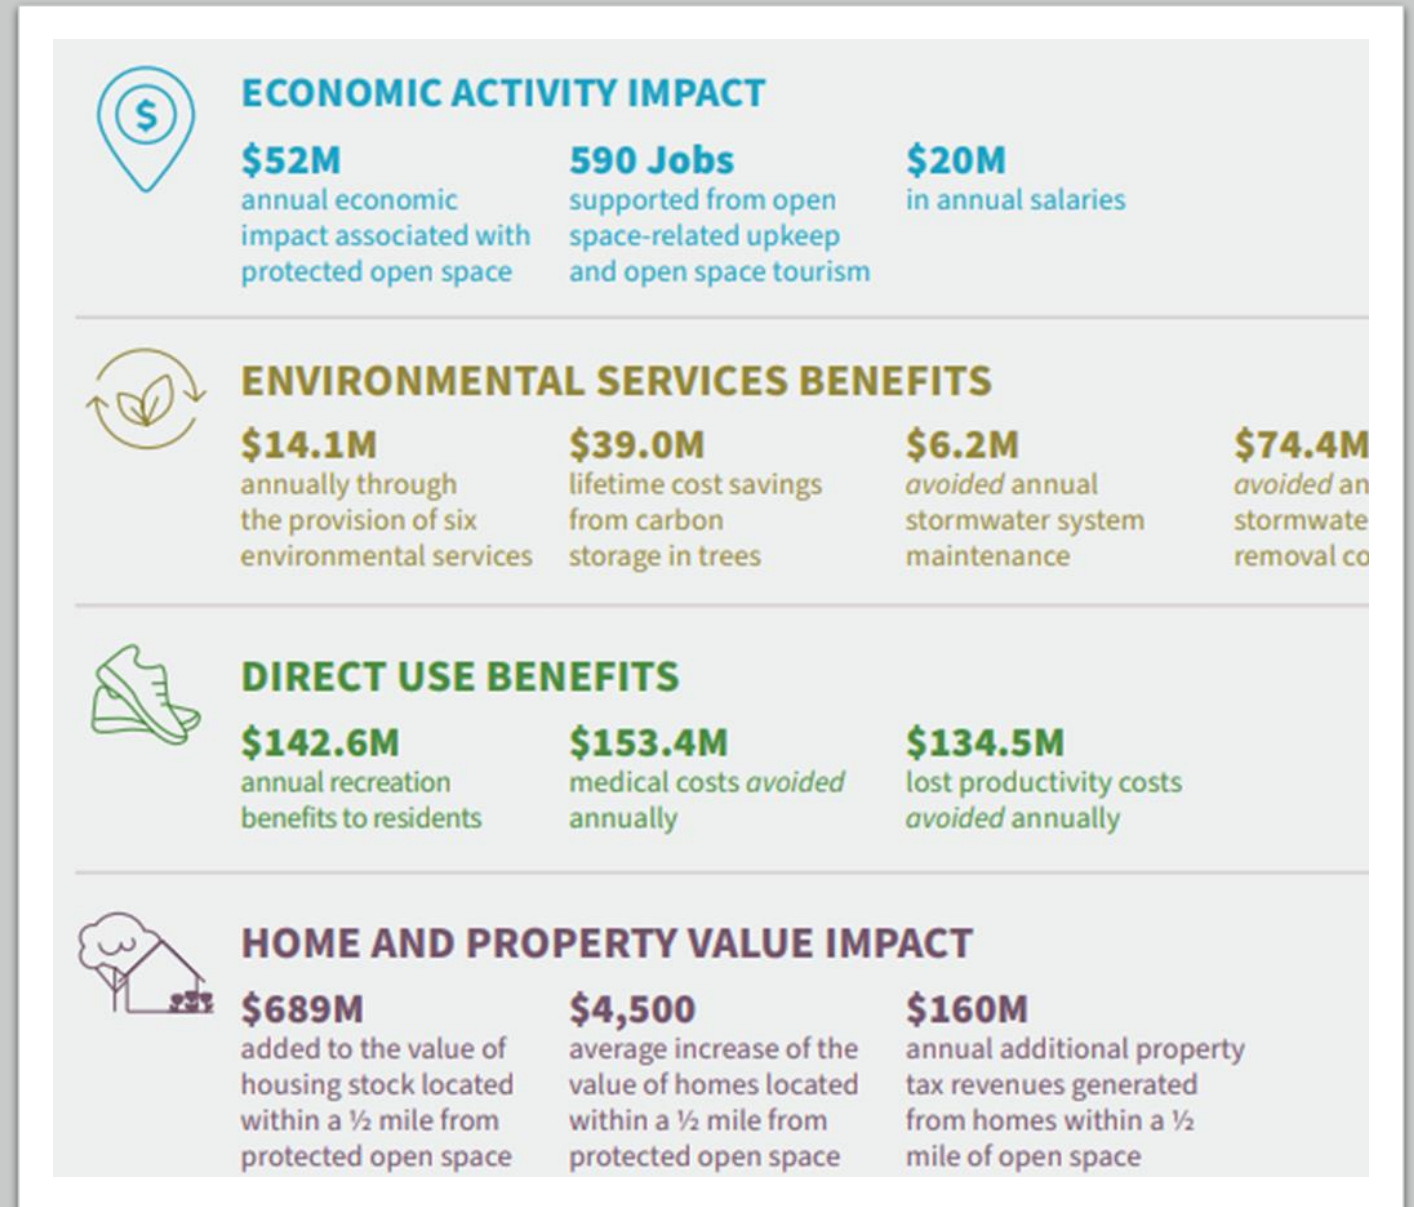 $
ECONOMIC ACTIVITY IMPACT
$52M
annual economic
impact associated with
protected open space
590 Jobs
supported from open
space-related upkeep
and open space tourism
$20M
in annual salaries
ENVIRONMENTAL SERVICES BENEFITS
$14.1M
annually through
the provision of six
environmental services
$39.0M
lifetime cost savings
from carbon
storage in trees
$6.2M
avoided annual
stormwater system
maintenance
$74.4M
avoided
DIRECT USE BENEFITS
$142.6M
annual recreation
benefits to residents
$153.4M
medical costs avoided
annually
$134.5M
lost productivity costs
avoided annually
HOME AND PROPERTY VALUE IMPACT
$689M
added to the value of
housing stock located
within a ½ mile from
protected open space
$4,500
average increase of the
value of homes located
within a ½ mile from
protected open space
$160M
annual additional property
tax revenues generated
from homes within a ½
mile of open space